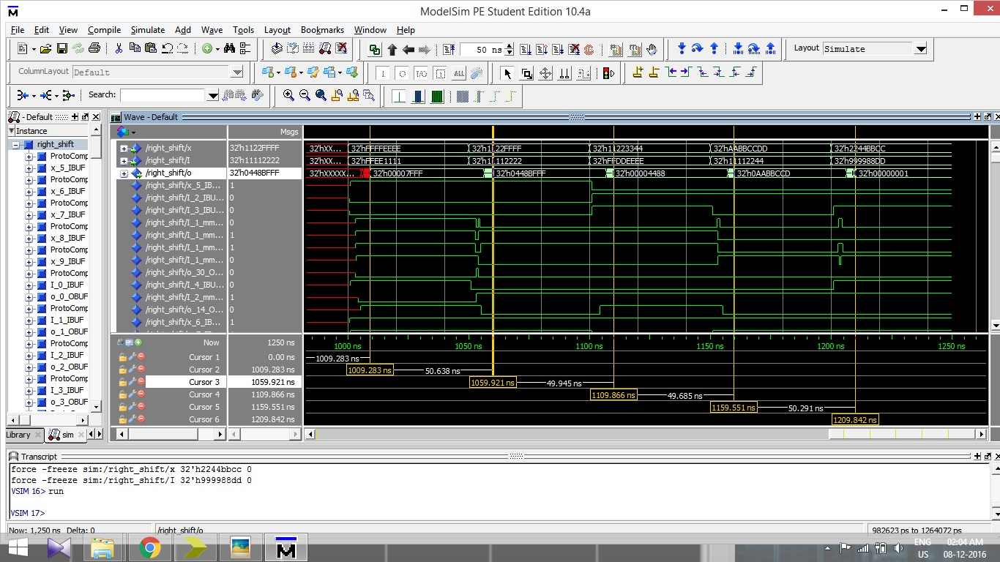 ModelSim PE Student Edition 10.4a
File Edit View Compile Simulate Add Wave Tools Layout Bookmarks Window Help
50 ns Layout Simulate
ColumnLayout Default ALL
Search:
- Default
Wave - Default
Instance
Msgs
right_shift
ProtoComp
x_5_IBUF
ProtoComp
x_6_IBUF
ProtoComp
x_7_IBUF
ProtoComp
x_8_IBUF
ProtoComp
x_9_IBUF
ProtoComp
I_0_IBUF
o_0_OBUF
ProtoComp
I_1_IBUF
o_1_OBUF
ProtoComp
I_2_IBUF
o_2_OBUF
ProtoComp
I_3_IBUF
o_3_OBUF
/right_shift/x 32'h1122FFFF 32'hXX... 32'hFFFFEEEE 32'h1122FFFF 32'h11223344 32'hAABBCCDD 32'h2244BBCC
/right_shift/I 32'h11112222 32'hXX... 32'hFFEE1111 32'h11112222 32'hFFDDEEEE 32'h11112244 32'h999988DD
/right_shift/o 32'h0448BFFF 32'hXXXXX... 32'h00007FFF 32'h0448BFFF 32'h00004488 32'h0AABBCCD 32'h00000001
/right_shift/x_5_IB... 1
/right_shift/I_2_IBU... 0
/right_shift/I_3_IBU... 0
/right_shift/I_1_mm... 0
/right_shift/I_1_mm... 1
/right_shift/I_1_mm... 1
/right_shift/I_1_mm... 0
/right_shift/o_30_O... 0
/right_shift/I_4_IBU... 0
/right_shift/I_2_mm... 1
/right_shift/o_14_O... 0
/right_shift/x_6_IB... 1
Now 1250 ns 1000 ns 1050 ns 1100 ns 1150 ns 1200 ns 1250 ns
Cursor 1 0.00 ns 1009.283 ns
Cursor 2 1009.283 ns 1009.283 ns 50.638 ns
Cursor 3 1059.921 ns 1059.921 ns 49.945 ns
Cursor 4 1109.866 ns 1109.866 ns 49.685 ns
Cursor 5 1159.551 ns 1159.551 ns 50.291 ns
Cursor 6 1209.842 ns 1209.842 ns
Library sim
Transcript
force -freeze sim:/right_shift/x 32'h2244bbcc 0
force -freeze sim:/right_shift/I 32'h999988dd 0
VSIM 16> run
VSIM 17>
Now: 1,250 ns Delta: 0 /right_shift/o 982623 ps to 1264072 ps
ENG 02:04 AM
US 08-12-2016